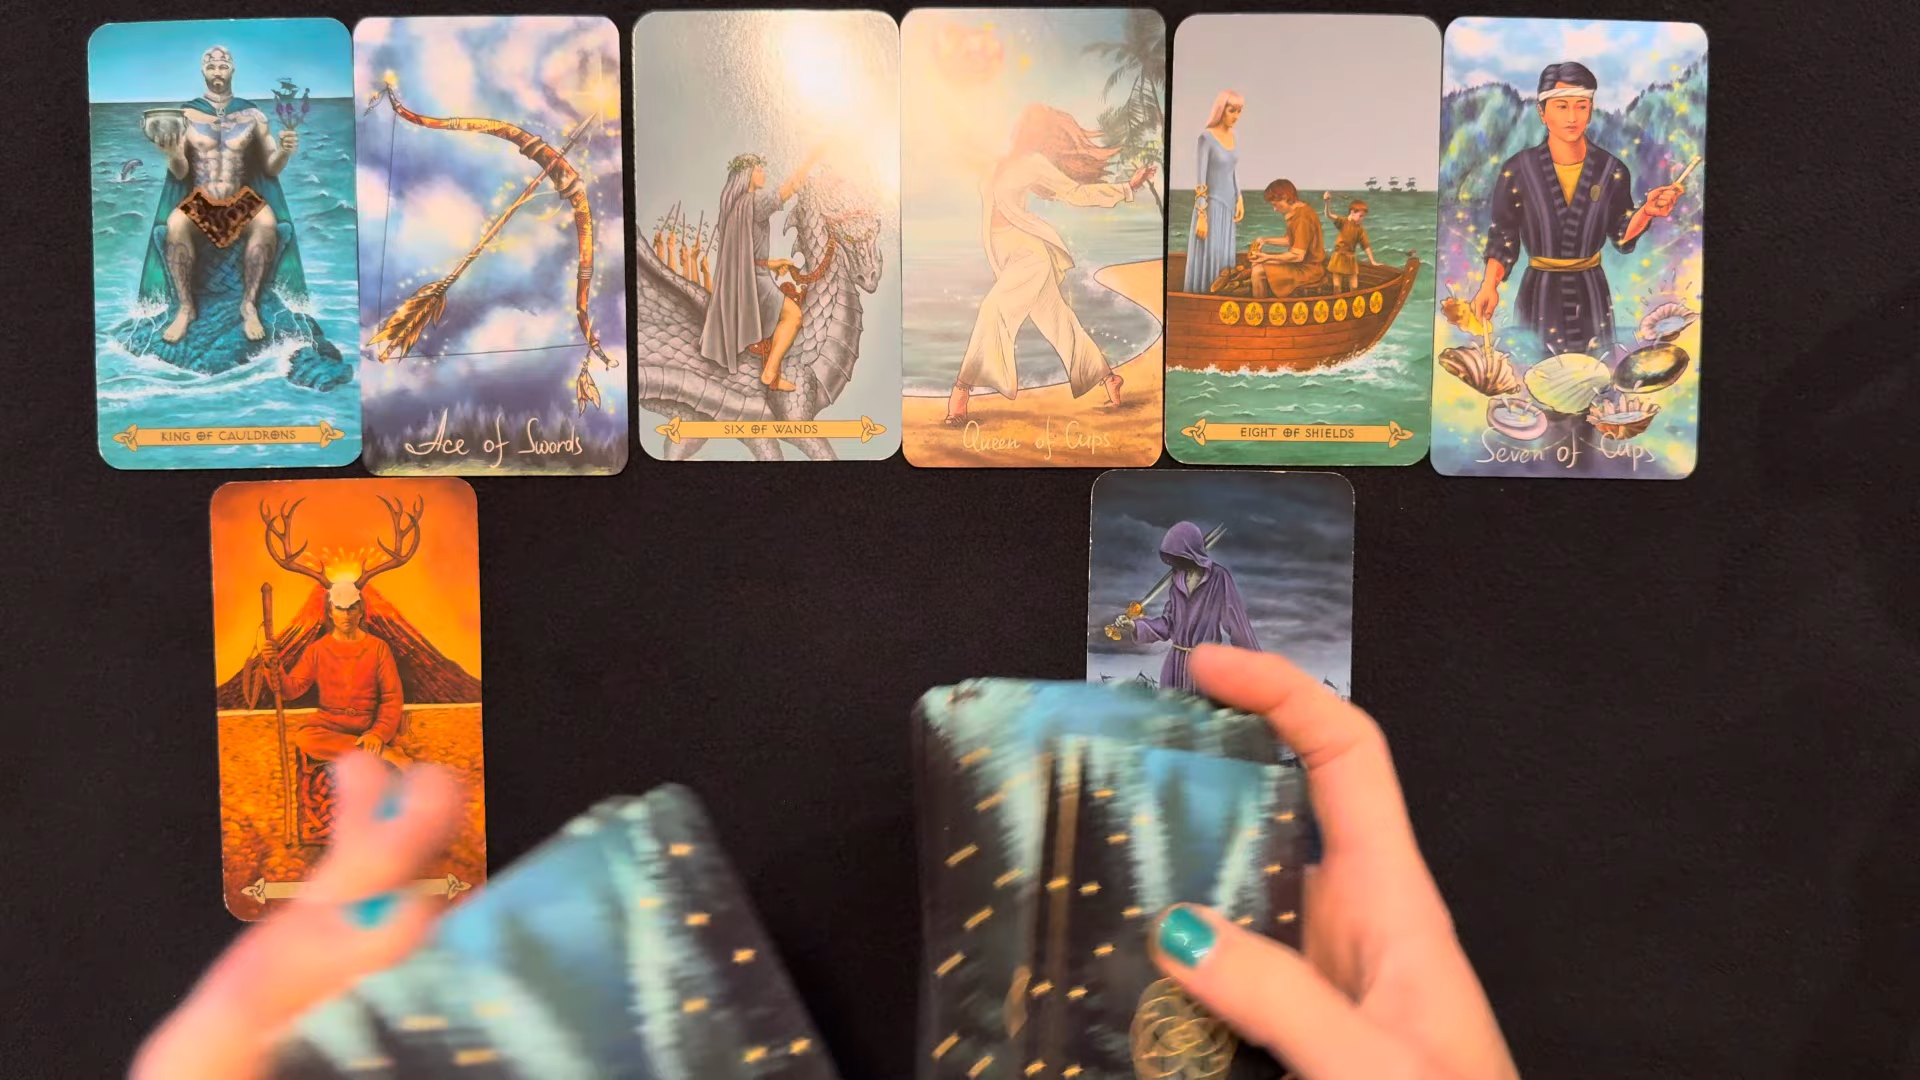 KING OF CAULDRONS
Ace of Swords
SIX OF WANDS
Queen of Cups
EIGHT OF SHIELDS
Seven of Cups